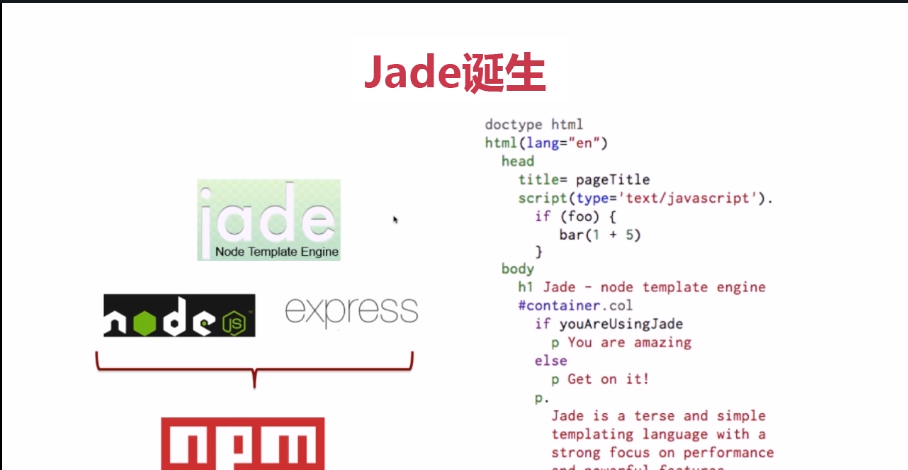 Jade诞生
jade
Node Template Engine
node
JS
express
npm
doctype html
html(lang="en")
head
title= pageTitle
script(type='text/javascript').
if (foo) {
bar(1 + 5)
}
body
h1 Jade - node template engine
#container.col
if youAreUsingJade
p You are amazing
else
p Get on it!
p.
Jade is a terse and simple
templating language with a
strong focus on performance
and powerful features